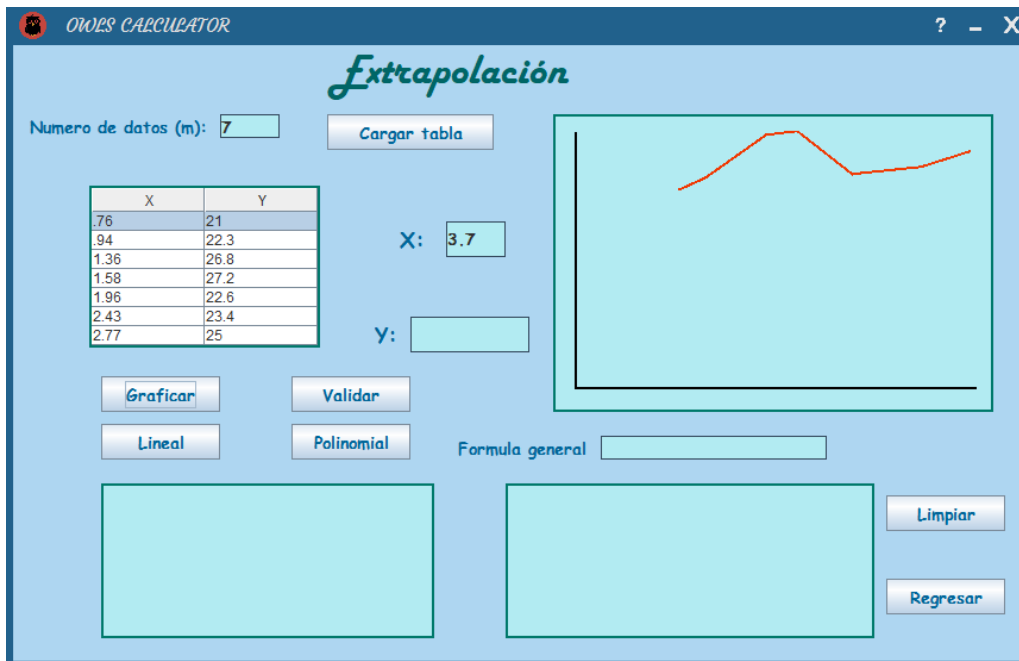 OWLS CALCULATOR ? – X
Extrapolación
Numero de datos (m): 7 Cargar tabla
X Y
.76 21
.94 22.3
1.36 26.8
1.58 27.2
1.96 22.6
2.43 23.4
2.77 25
X: 3.7
Y:
Graficar Validar
Lineal Polinomial
Formula general
Limpiar
Regresar